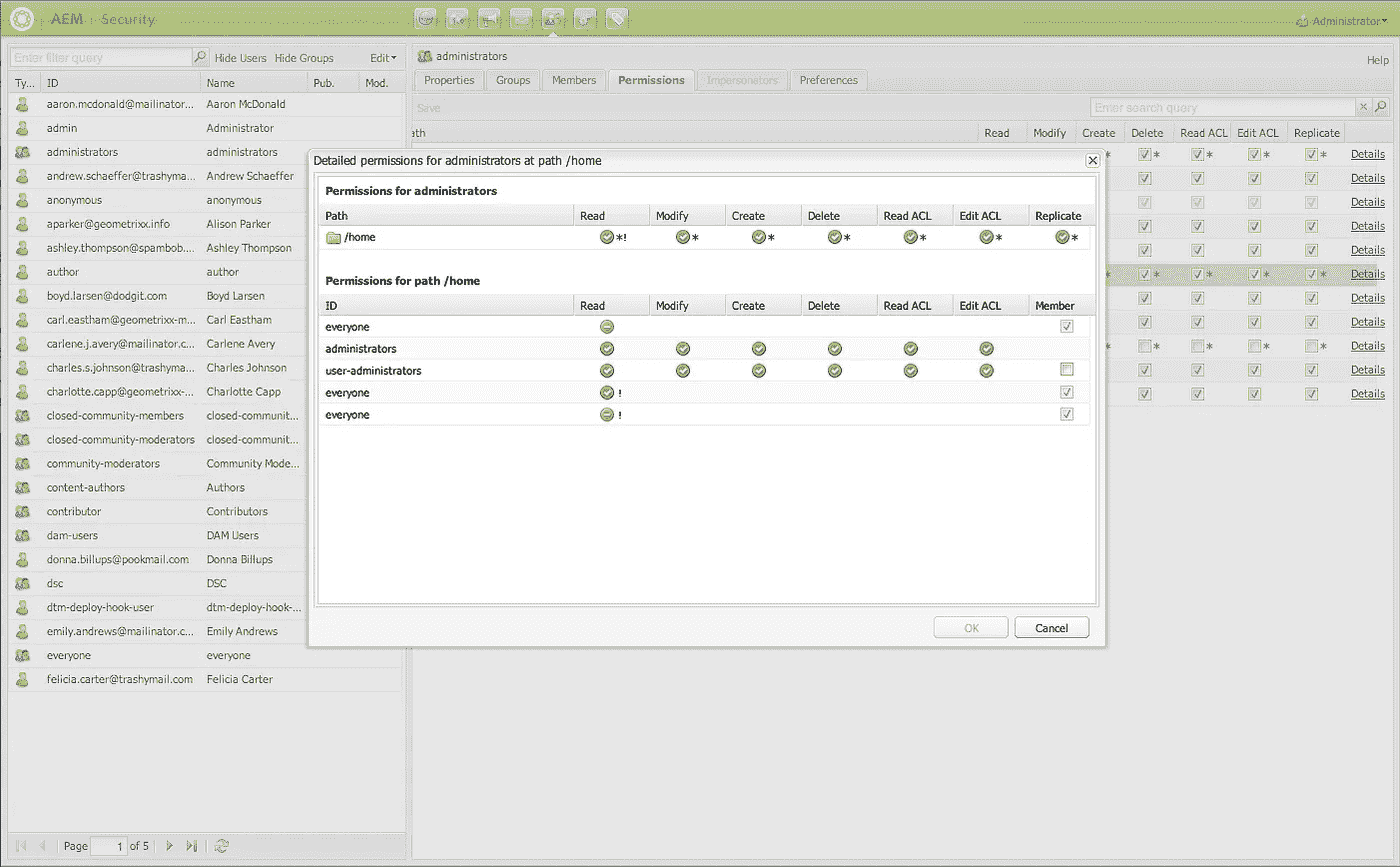 AEM Security Administrator
Enter filter query Hide Users Hide Groups Edit
administrators Help
Properties Groups Members Permissions Impersonators Preferences
Save Enter search query
Ty... ID Name Pub. Mod.
ath Read Modify Create Delete Read ACL Edit ACL Replicate
aaron.mcdonald@mailinator... Aaron McDonald
admin Administrator
administrators administrators
andrew.schaeffer@trashyma... Andrew Schaeffer
anonymous anonymous
aparker@geometrixx.info Alison Parker
ashley.thompson@spambob.... Ashley Thompson
author author
boyd.larsen@dodgit.com Boyd Larsen
carl.eastham@geometrixx-m... Carl Eastham
carlene.j.avery@mailinator.c... Carlene Avery
charles.s.johnson@trashyma... Charles Johnson
charlotte.capp@geometrixx-... Charlotte Capp
closed-community-members closed-communit...
closed-community-moderators closed-communit...
community-moderators Community Mode...
content-authors Authors
contributor Contributors
dam-users DAM Users
donna.billups@pookmail.com Donna Billups
dsc DSC
dtm-deploy-hook-user dtm-deploy-hook-...
emily.andrews@mailinator.c... Emily Andrews
everyone everyone
felicia.carter@trashymail.com Felicia Carter
Page 1 of 5
Detailed permissions for administrators at path /home
Permissions for administrators
Path Read Modify Create Delete Read ACL Edit ACL Replicate
/home *! * * * * * *
Permissions for path /home
ID Read Modify Create Delete Read ACL Edit ACL Member
everyone
administrators
user-administrators
everyone !
everyone !
OK Cancel
* * * * * Details
Details
Details
Details
Details
* * * * * Details
Details
Details
* * * * * Details
Details
Details